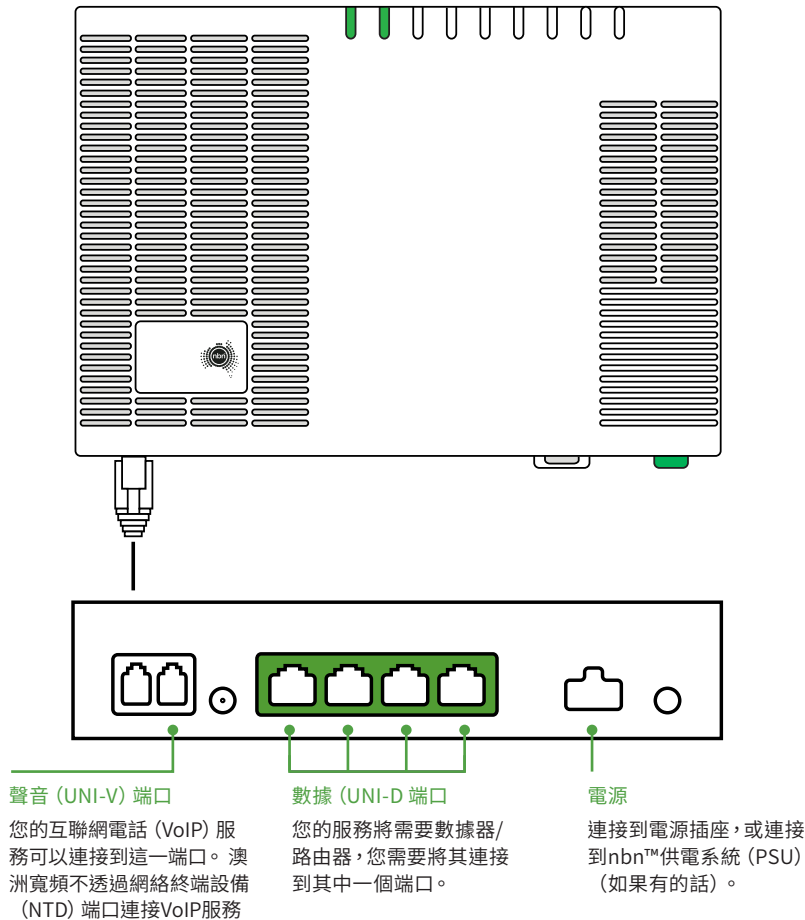 nbn
聲音（UNI-V）端口
您的互聯網電話（VoIP）服
務可以連接到這一端口。澳
洲寬頻不透過網絡終端設備
（NTD）端口連接VoIP服務
數據（UNI-D 端口
您的服務將需要數據器/
路由器，您需要將其連接
到其中一個端口。
電源
連接到電源插座，或連接
到nbn™供電系統（PSU）
（如果有的話）。